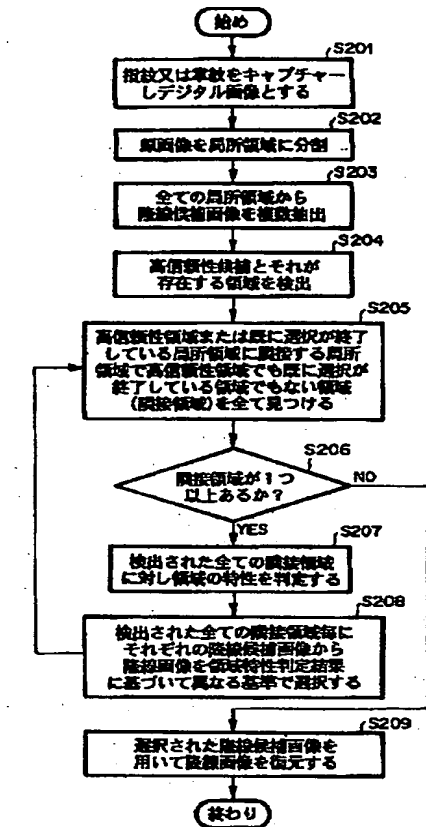 始め
S201
指紋又は掌紋をキャプチャー
しデジタル画像とする
S202
原画像を局所領域に分割
S203
全ての局所領域から
隆線候補画像を複数抽出
S204
高信頼性候補とそれが
存在する領域を検出
S205
高信頼性領域または既に選択が終了
している局所領域に隣接する局所
領域で高信頼性領域でも既に選択が
終了している領域でもない領域
(隣接領域)を全て見つける
S206
隣接領域が1つ
以上あるか?
NO
YES
S207
検出された全ての隣接領域
に対し領域の特性を判定する
S208
検出された全ての隣接領域毎に
それぞれの隆線候補画像から
隆線画像を領域特性判定結果
に基づいて異なる基準で選択する
S209
選択された隆線候補画像を
用いて隆線画像を復元する
終わり